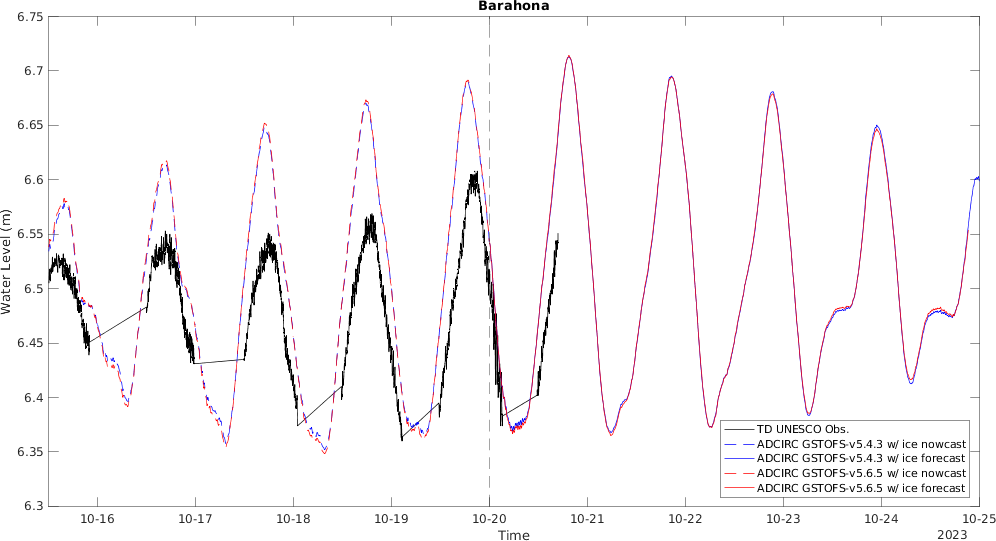 Barahona
6.75
6.7
6.65
6.6
6.55
6.5
6.45
6.4
6.35
6.3
Water Level (m)
10-16 10-17 10-18 10-19 10-20 10-21 10-22 10-23 10-24 10-25
Time
2023
TD UNESCO Obs.
ADCIRC GSTOFS-v5.4.3 w/ ice nowcast
ADCIRC GSTOFS-v5.4.3 w/ ice forecast
ADCIRC GSTOFS-v5.6.5 w/ ice nowcast
ADCIRC GSTOFS-v5.6.5 w/ ice forecast